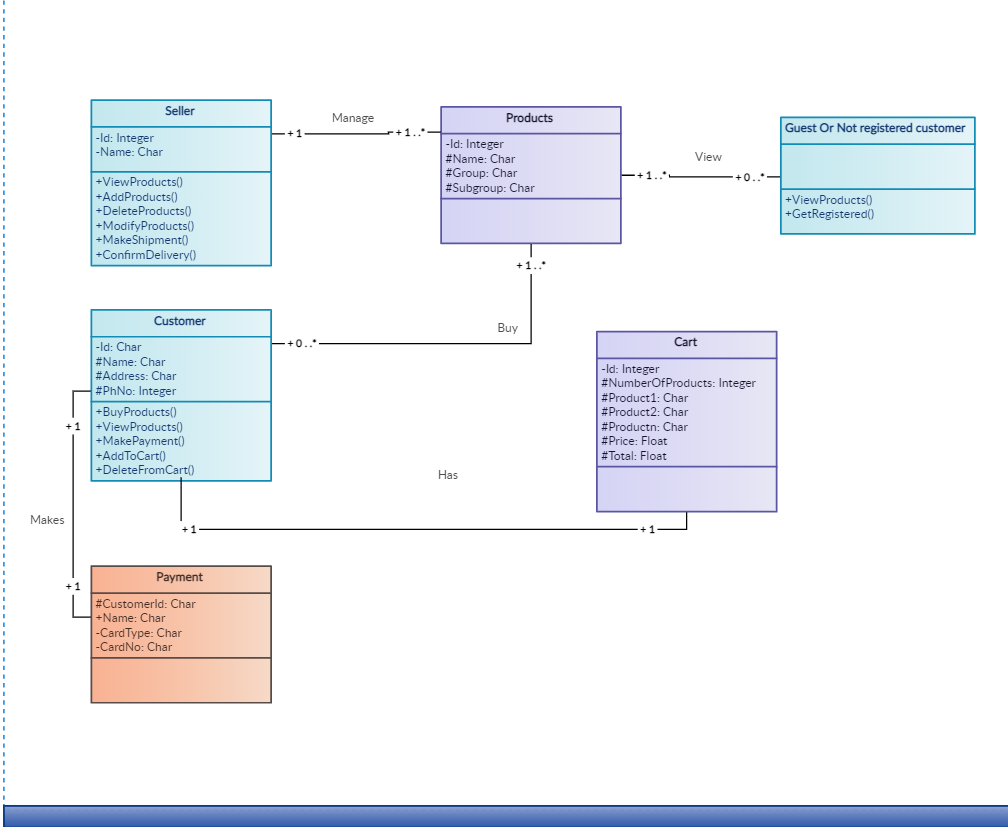 Seller
-Id: Integer
-Name: Char
+ViewProducts()
+AddProducts()
+DeleteProducts()
+ModifyProducts()
+MakeShipment()
+ConfirmDelivery()
+1
Manage
+1..*
Products
-Id: Integer
#Name: Char
#Group: Char
#Subgroup: Char
+1..*
View
+0..*
Guest Or Not registered customer
+ViewProducts()
+GetRegistered()
+1..*
Buy
+0..*
Customer
-Id: Char
#Name: Char
#Address: Char
#PhNo: Integer
+BuyProducts()
+ViewProducts()
+MakePayment()
+AddToCart()
+DeleteFromCart()
Cart
-Id: Integer
#NumberOfProducts: Integer
#Product1: Char
#Product2: Char
#Productn: Char
#Price: Float
#Total: Float
Has
+1
+1
+1
Makes
+1
Payment
#CustomerId: Char
+Name: Char
-CardType: Char
-CardNo: Char